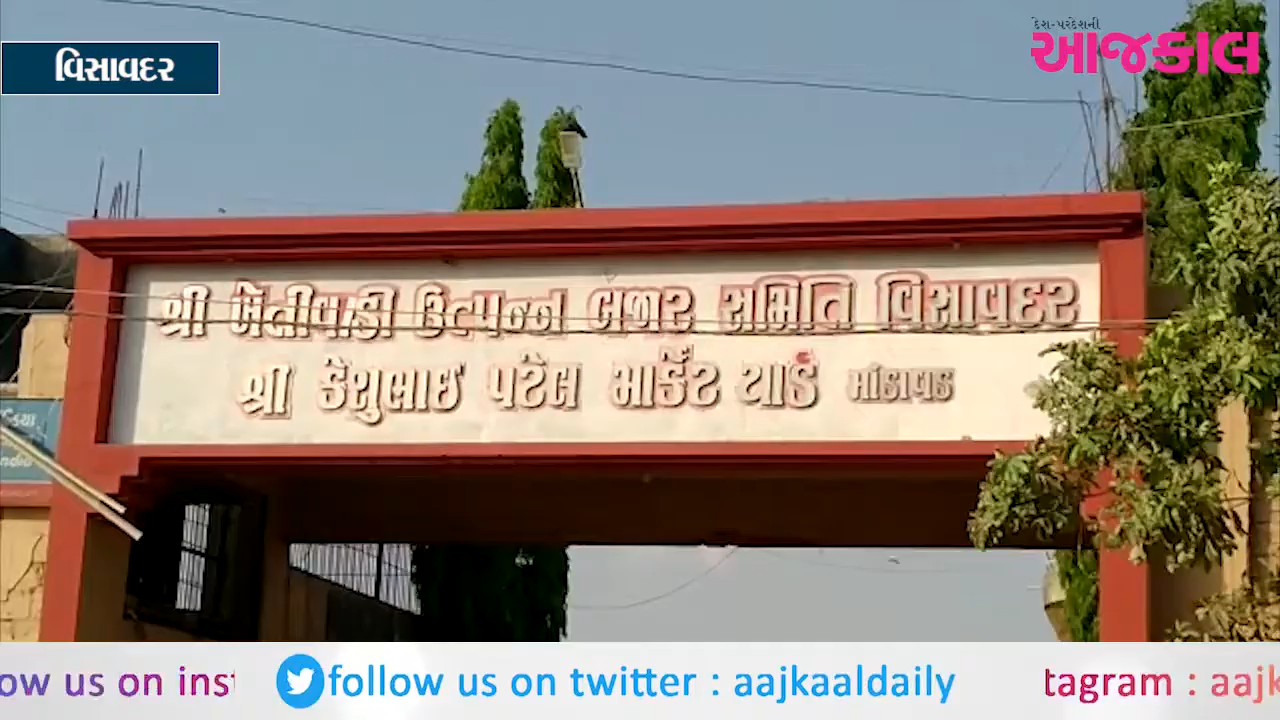 દેશ-પરદેશની
આજકાલ
વિસાવદર
શ્રી ખેતીવાડી ઉત્પન્ન બજાર સમિતિ વિસાવદર
શ્રી કેશુભાઇ પટેલ માર્કેટ યાર્ડ માંડાવડ
ow us on inst
follow us on twitter : aajkaaldaily
tagram : aajk